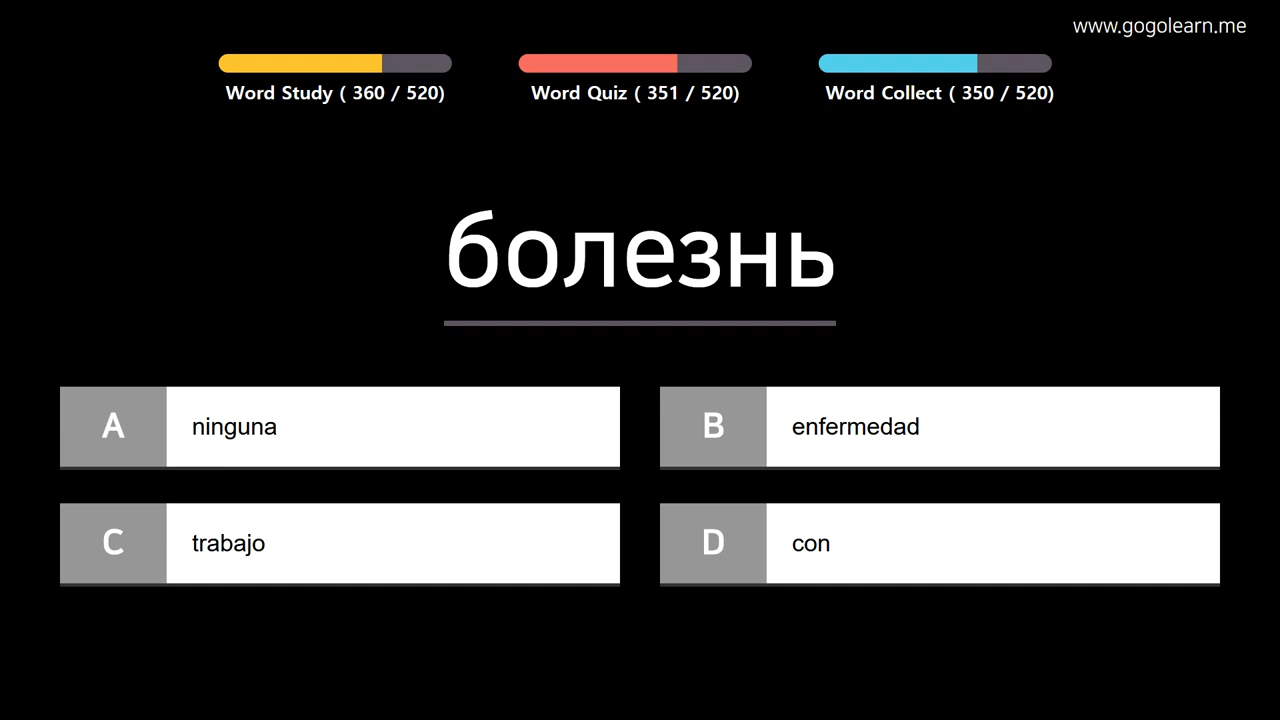 www.gogolearn.me
Word Study ( 360 / 520)
Word Quiz ( 351 / 520)
Word Collect ( 350 / 520)
болезнь
A ninguna
B enfermedad
C trabajo
D con